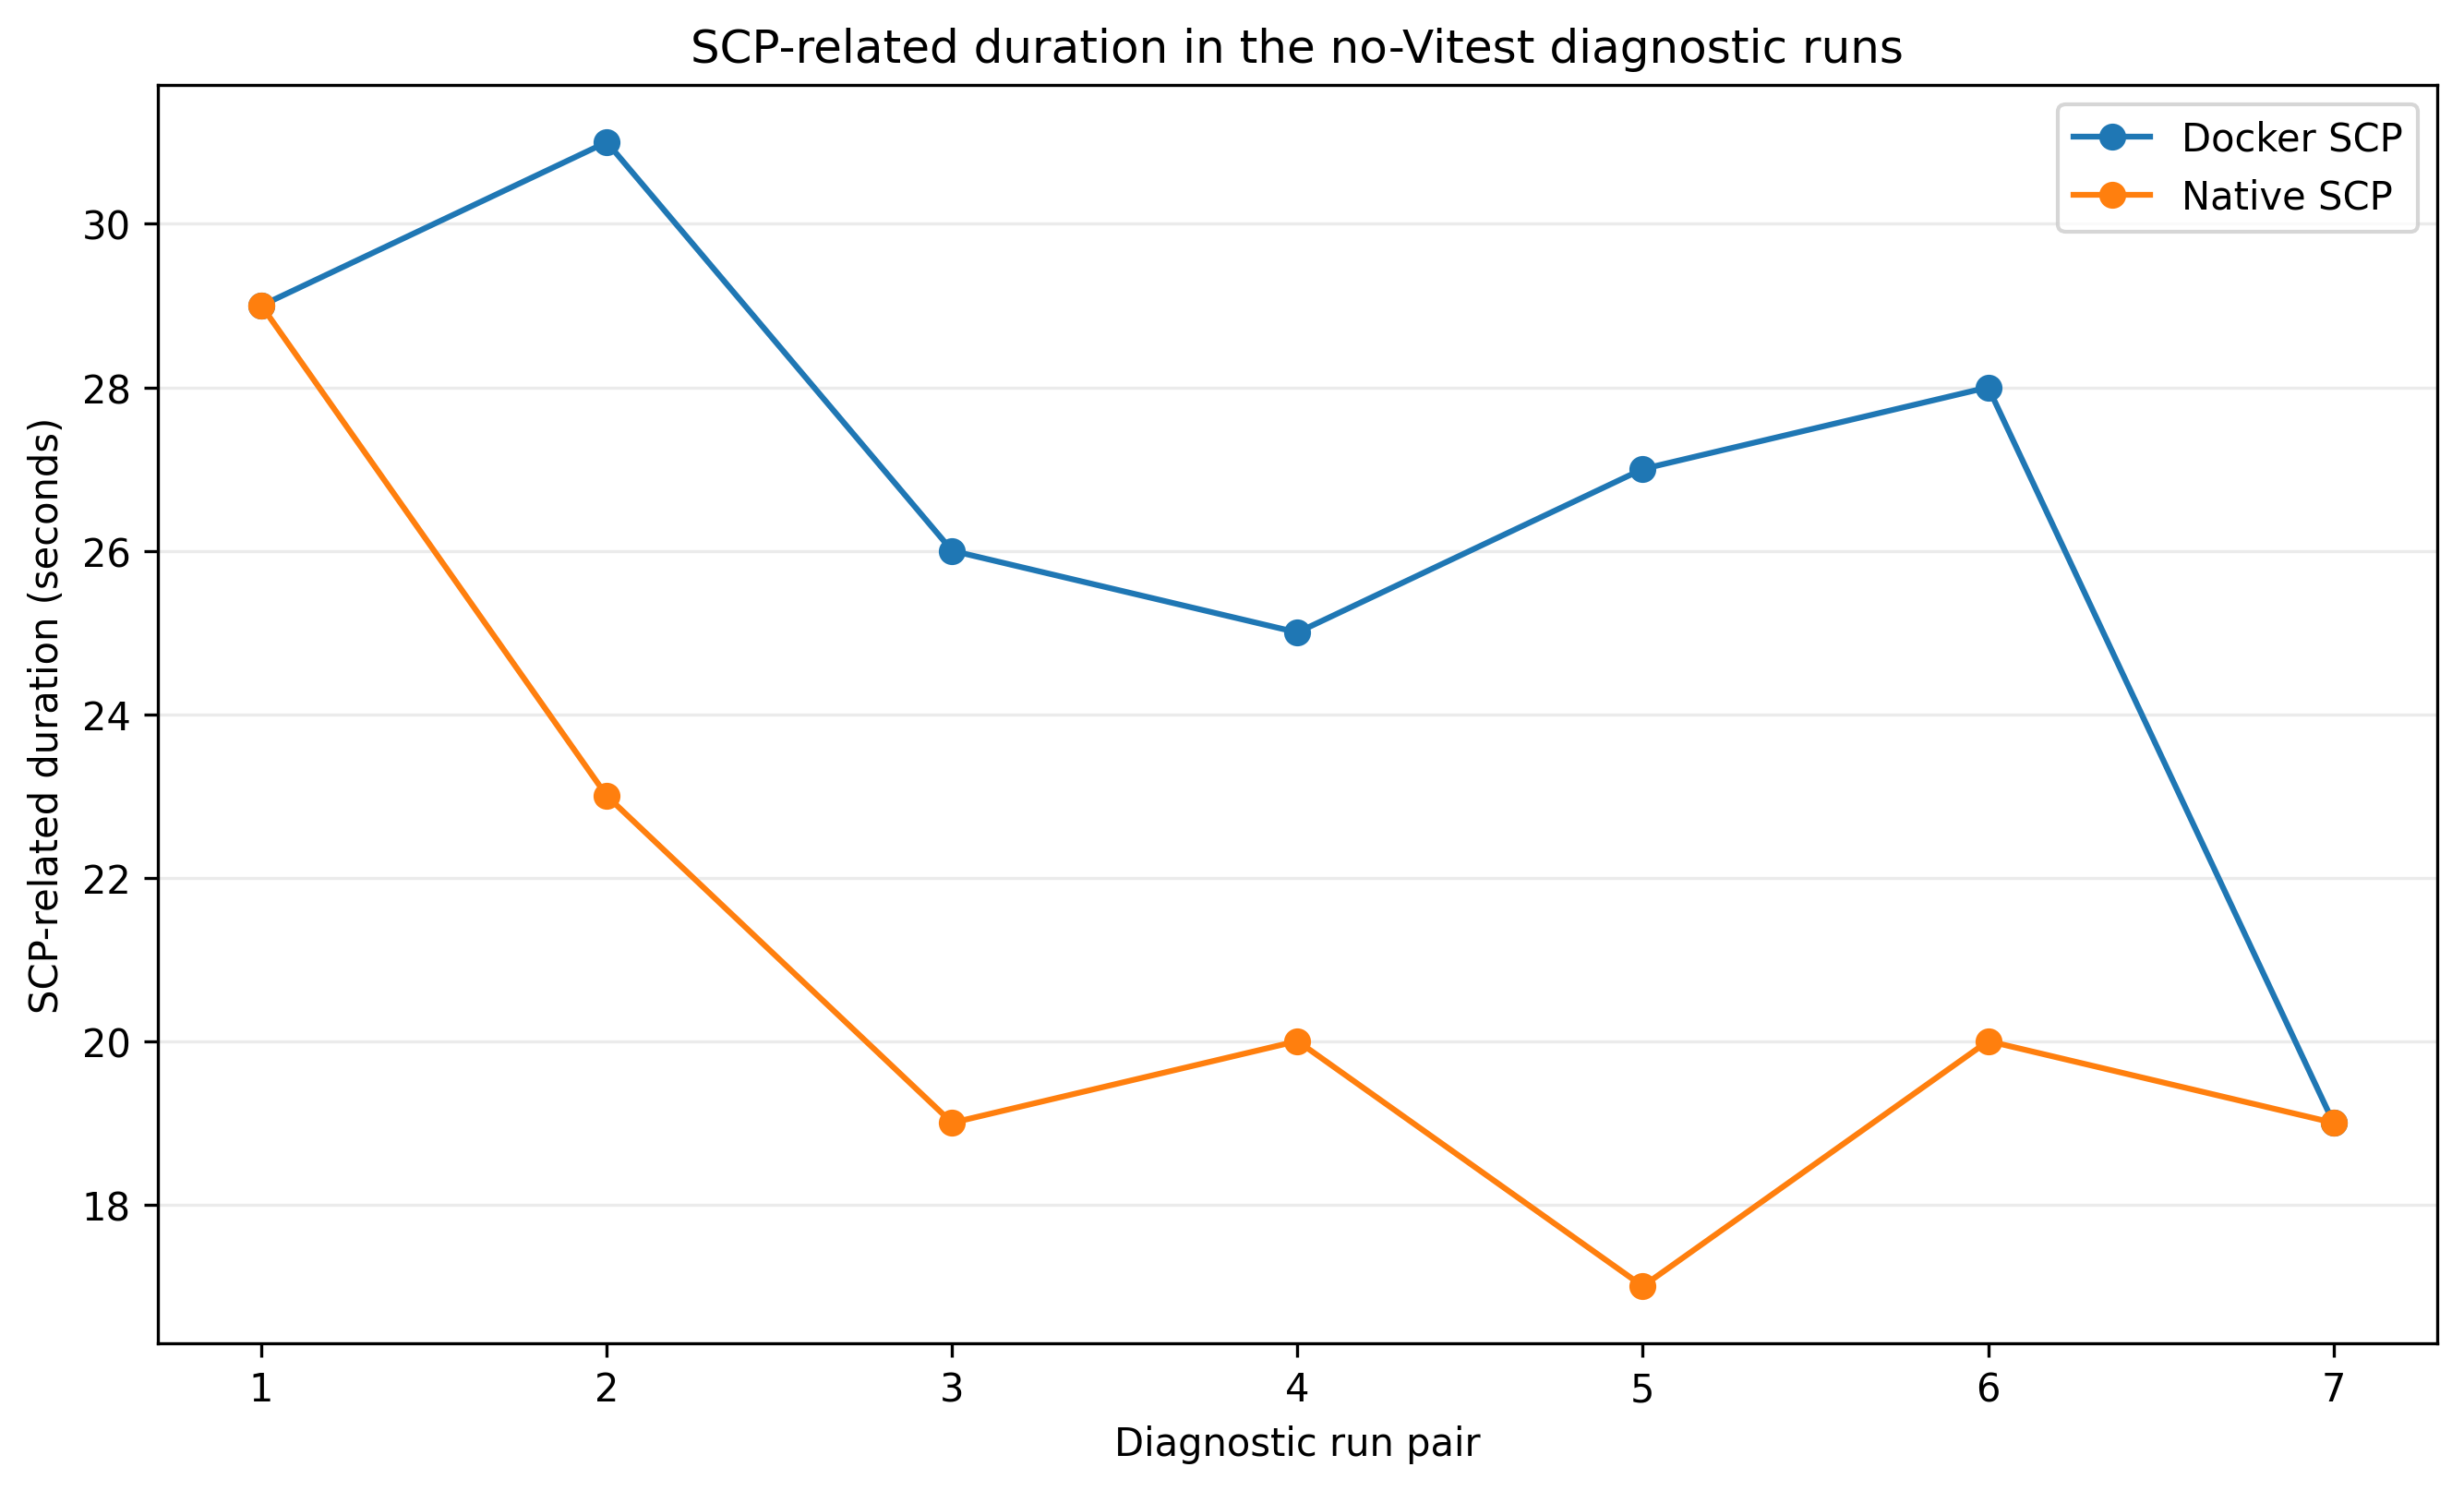 SCP-related duration in the no-Vitest diagnostic runs
Docker SCP
Native SCP
SCP-related duration (seconds)
30
28
26
24
22
20
18
1 2 3 4 5 6 7
Diagnostic run pair